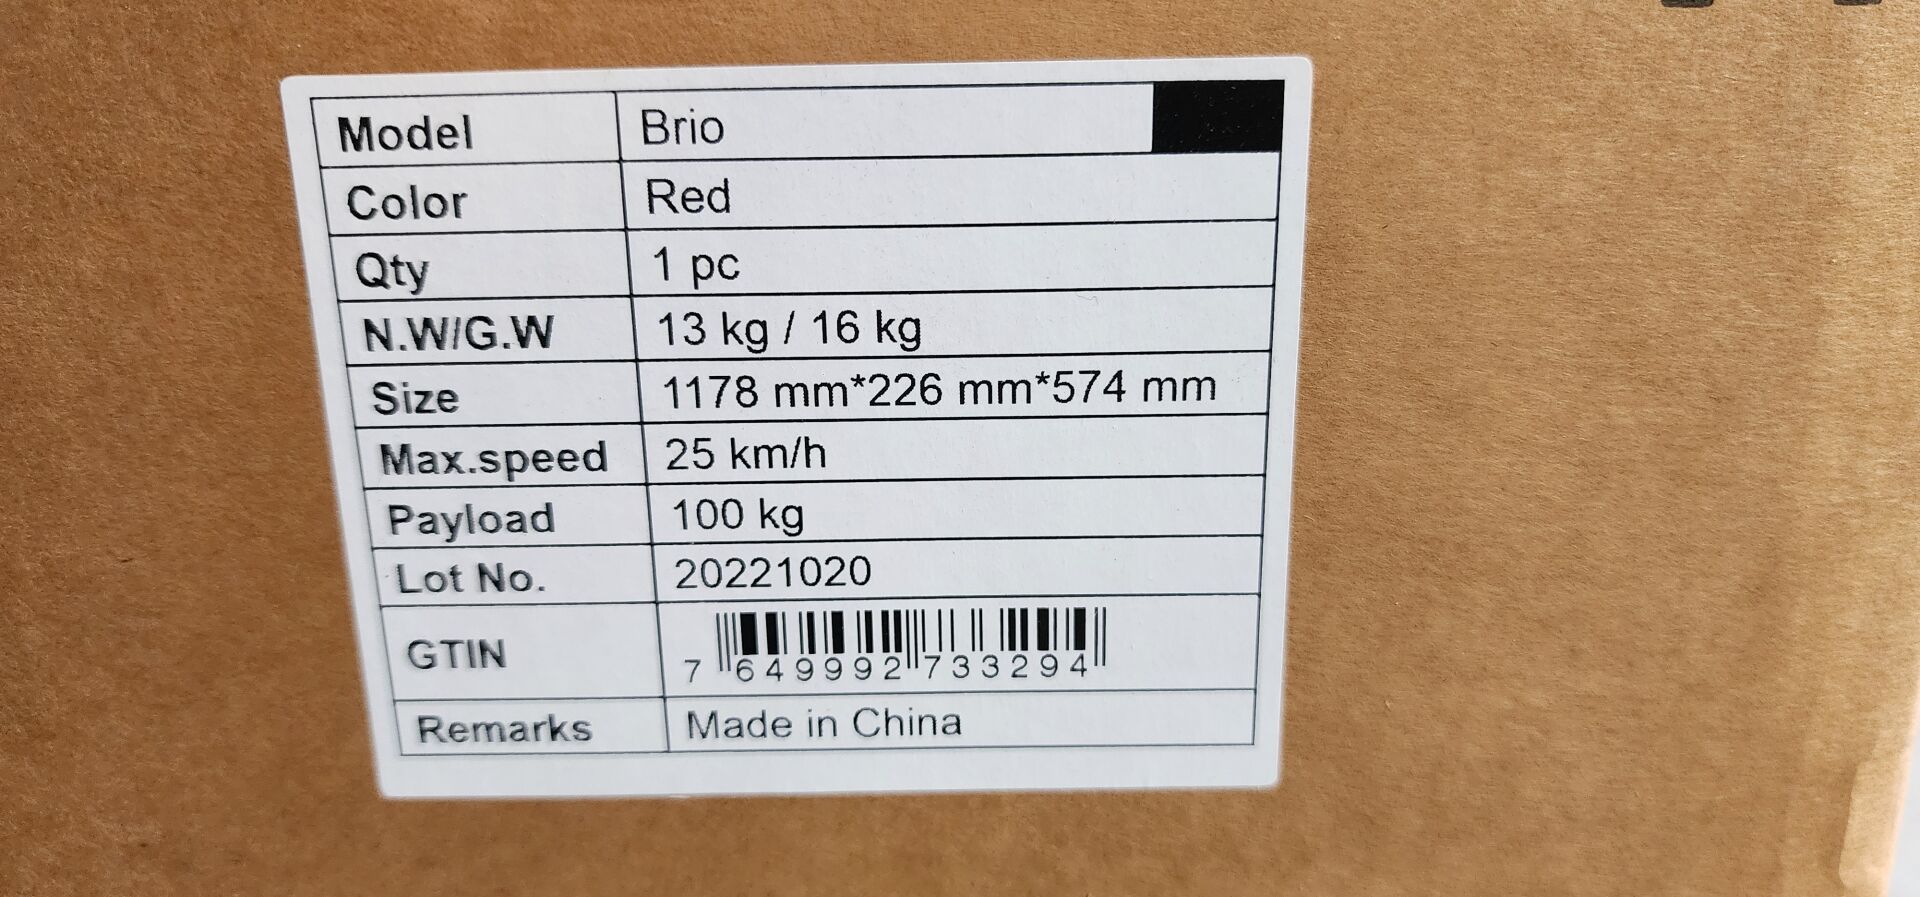 Model Brio
Color Red
Qty 1 pc
N.W/G.W 13 kg / 16 kg
Size 1178 mm*226 mm*574 mm
Max.speed 25 km/h
Payload 100 kg
Lot No. 20221020
GTIN 7 649992 733294
Remarks Made in China